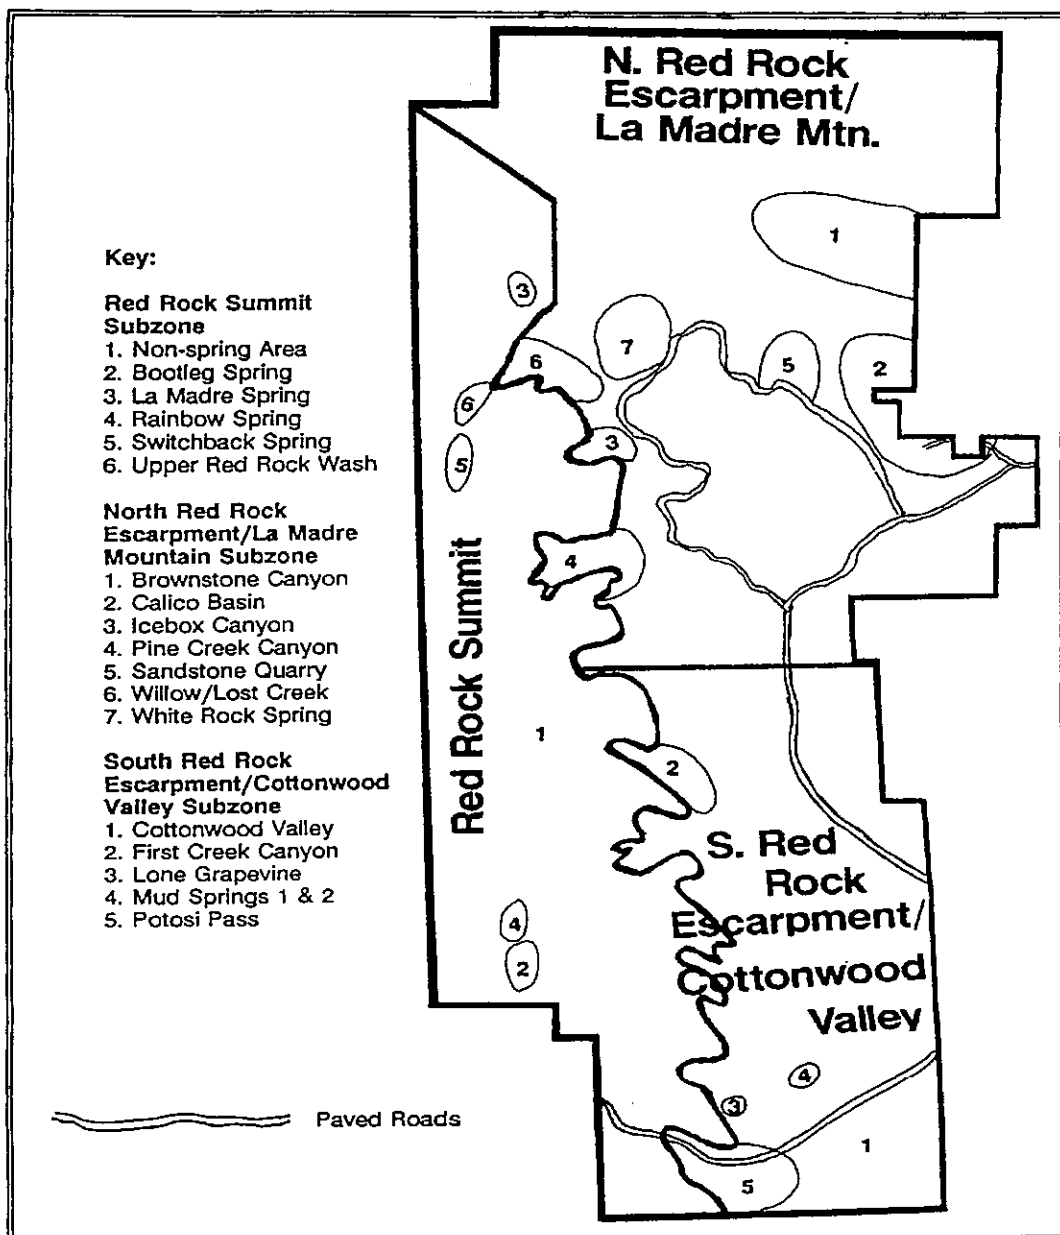 N. Red Rock
Escarpment/
La Madre Mtn.
Key:
Red Rock Summit
Subzone
1. Non-spring Area
2. Bootleg Spring
3. La Madre Spring
4. Rainbow Spring
5. Switchback Spring
6. Upper Red Rock Wash
North Red Rock
Escarpment/La Madre
Mountain Subzone
1. Brownstone Canyon
2. Calico Basin
3. Icebox Canyon
4. Pine Creek Canyon
5. Sandstone Quarry
6. Willow/Lost Creek
7. White Rock Spring
South Red Rock
Escarpment/Cottonwood
Valley Subzone
1. Cottonwood Valley
2. First Creek Canyon
3. Lone Grapevine
4. Mud Springs 1 & 2
5. Potosi Pass
Paved Roads
1
3
7
6
5
2
6
3
5
4
Red Rock Summit
1
2
S. Red
Rock
Escarpment/
Cottonwood
Valley
4
2
4
3
1
5